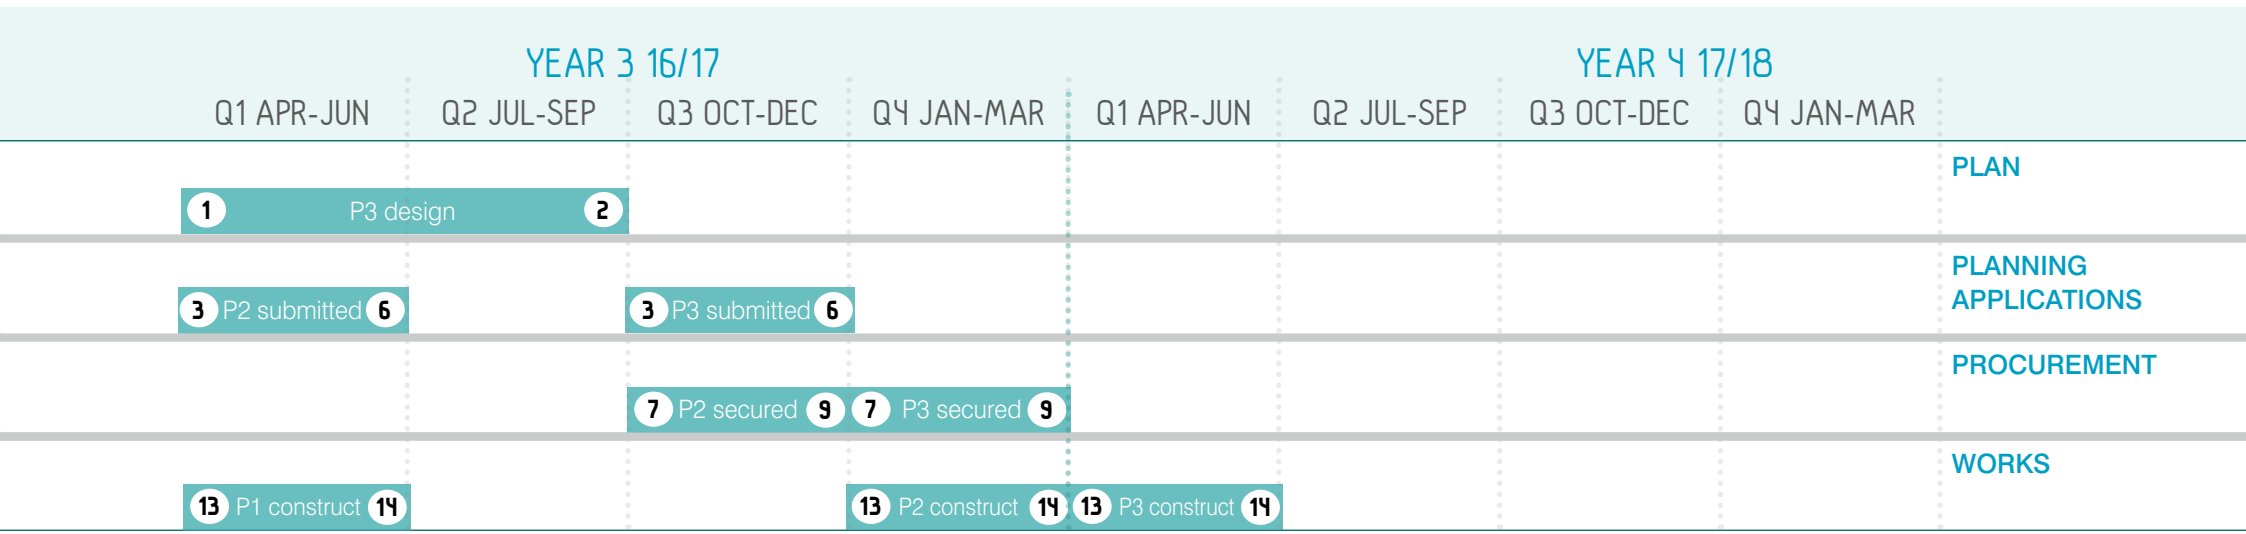 YEAR 3 16/17 YEAR 4 17/18
Q1 APR-JUN Q2 JUL-SEP Q3 OCT-DEC Q4 JAN-MAR Q1 APR-JUN Q2 JUL-SEP Q3 OCT-DEC Q4 JAN-MAR
PLAN
1 P3 design 2
PLANNING
APPLICATIONS
3 P2 submitted 6 3 P3 submitted 6
PROCUREMENT
7 P2 secured 9 7 P3 secured 9
WORKS
13 P1 construct 14 13 P2 construct 14 13 P3 construct 14